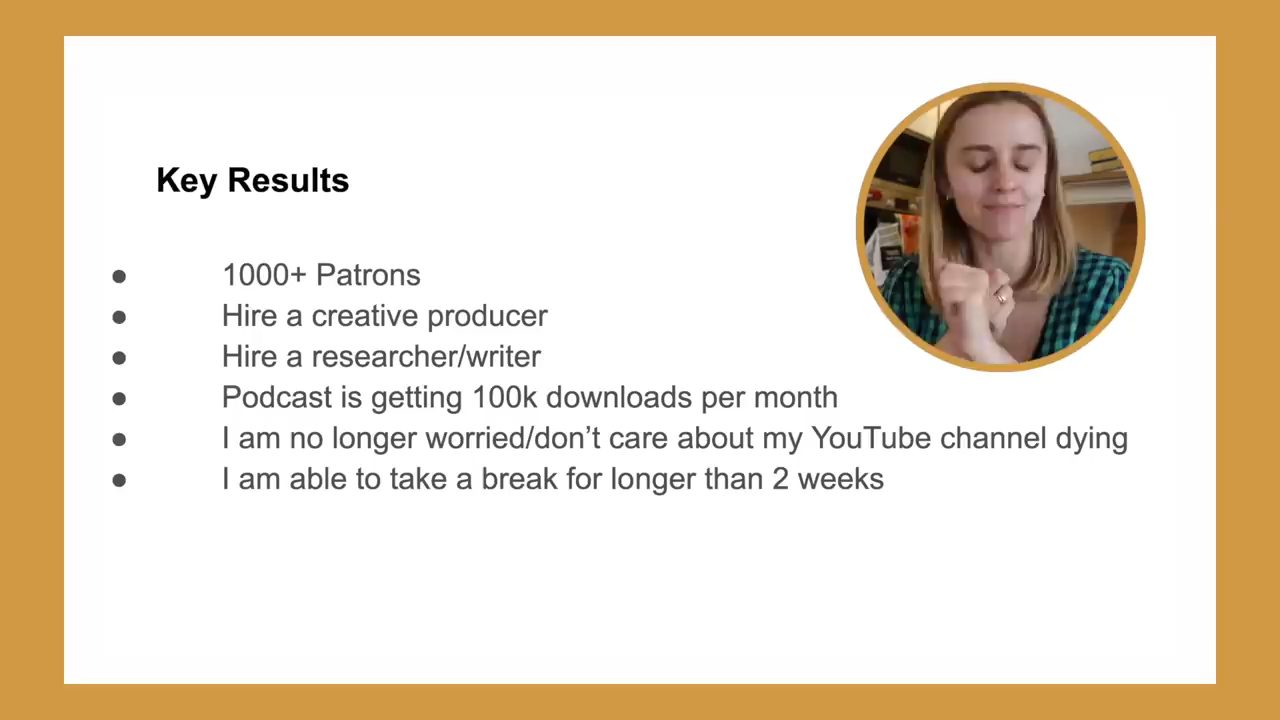 Key Results
● 1000+ Patrons
● Hire a creative producer
● Hire a researcher/writer
● Podcast is getting 100k downloads per month
● I am no longer worried/don’t care about my YouTube channel dying
● I am able to take a break for longer than 2 weeks